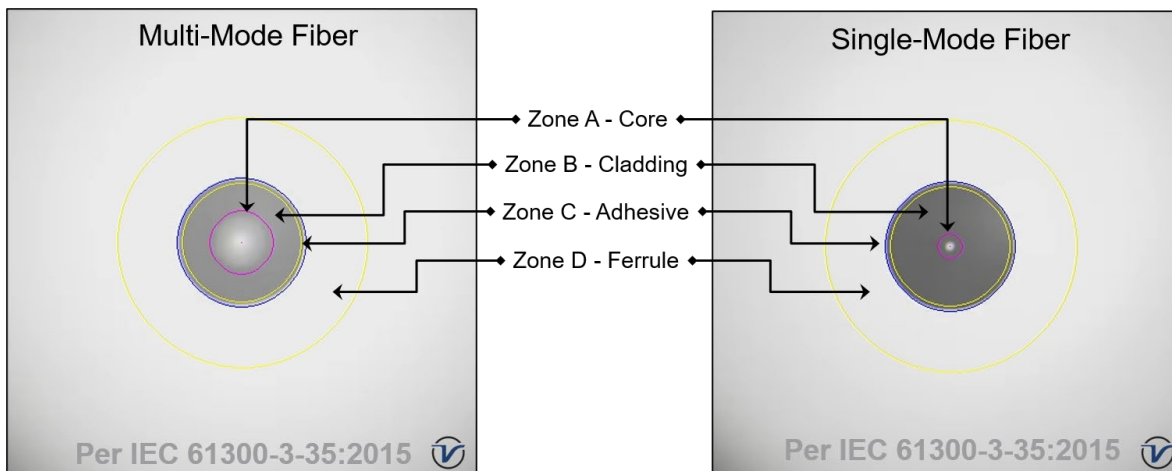 Multi-Mode Fiber
Single-Mode Fiber
Zone A - Core
Zone B - Cladding
Zone C - Adhesive
Zone D - Ferrule
Per IEC 61300-3-35:2015
Per IEC 61300-3-35:2015